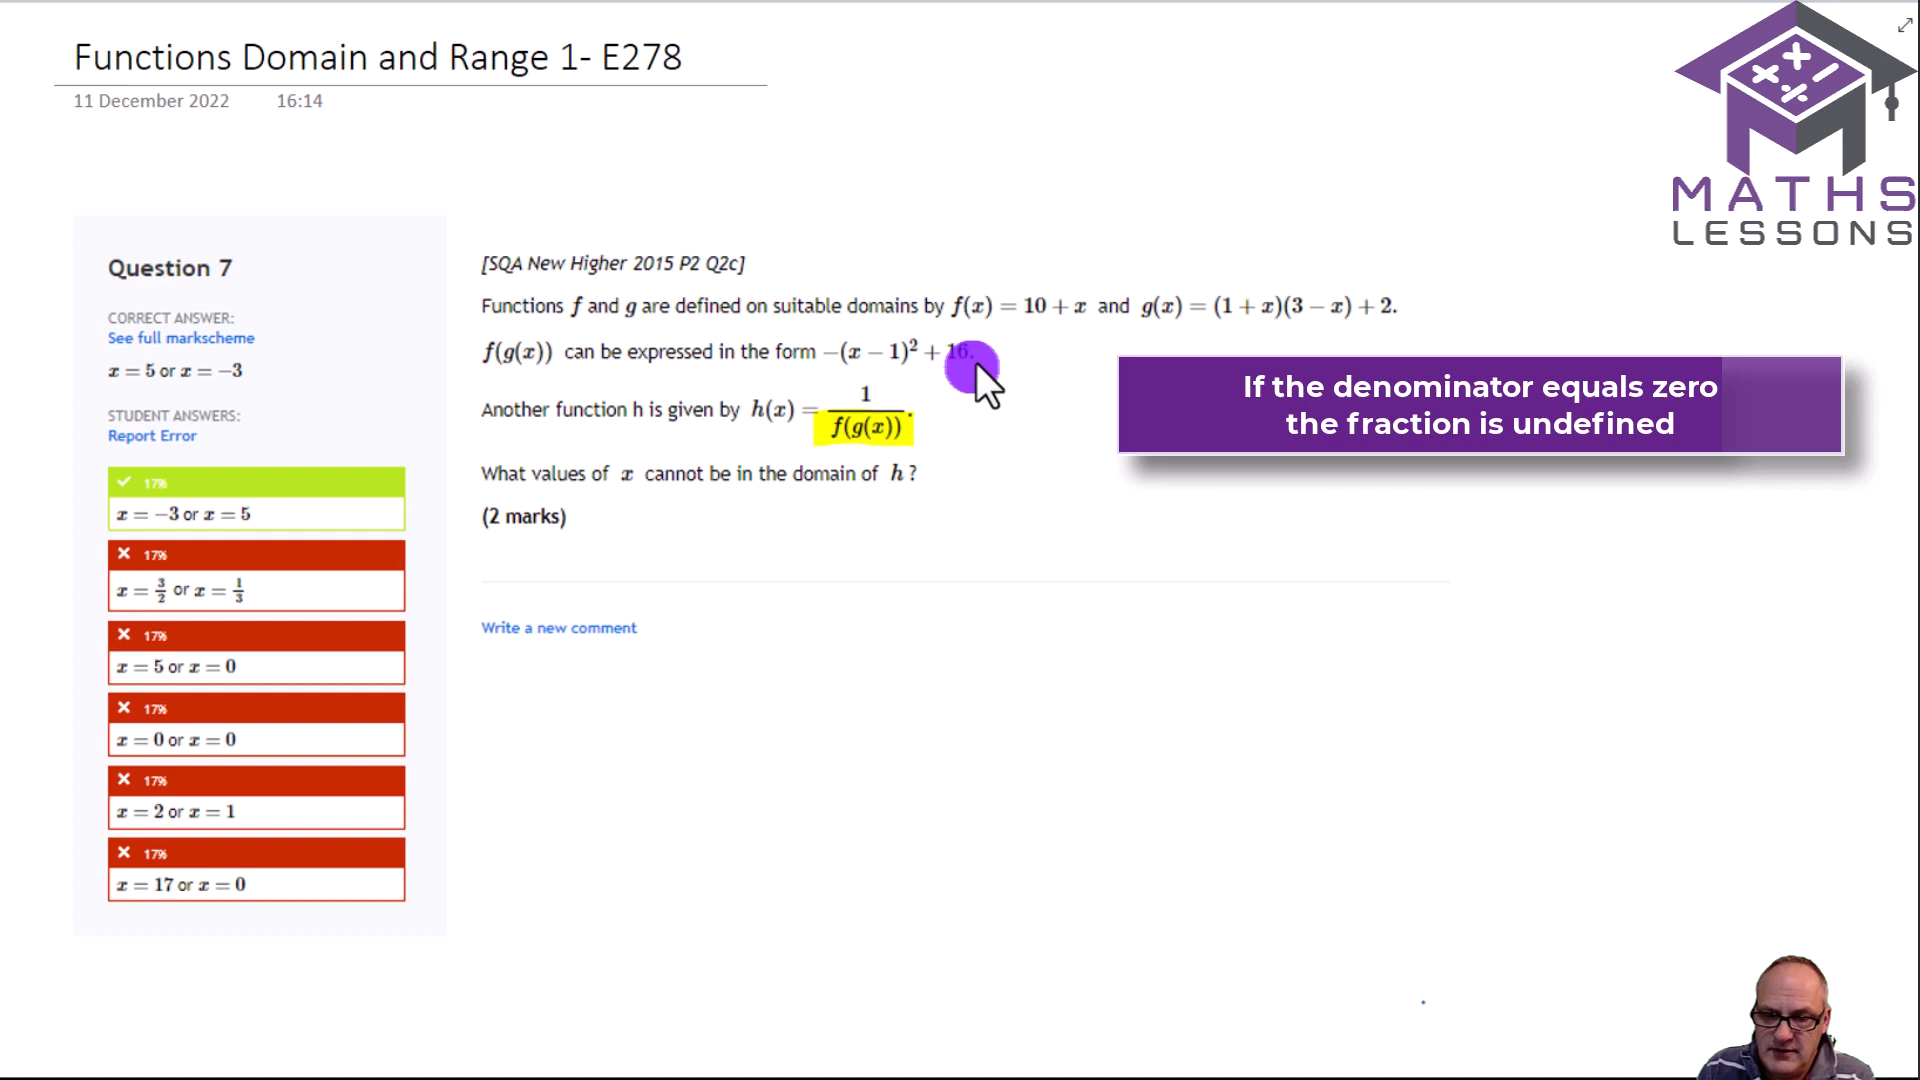 Functions Domain and Range 1- E278
11 December 2022 16:14
MATHS
LESSONS
Question 7
CORRECT ANSWER:
See full markscheme
x = 5 or x = −3
STUDENT ANSWERS:
Report Error
17%
x = −3 or x = 5
17%
x = 3/2 or x = 1/3
17%
x = 5 or x = 0
17%
x = 0 or x = 0
17%
x = 2 or x = 1
17%
x = 17 or x = 0
[SQA New Higher 2015 P2 Q2c]
Functions f and g are defined on suitable domains by f(x) = 10 + x and g(x) = (1 + x)(3 − x) + 2.
f(g(x)) can be expressed in the form −(x − 1)² + 16.
Another function h is given by h(x) = 1/f(g(x)).
What values of x cannot be in the domain of h ?
(2 marks)
Write a new comment
If the denominator equals zero
the fraction is undefined